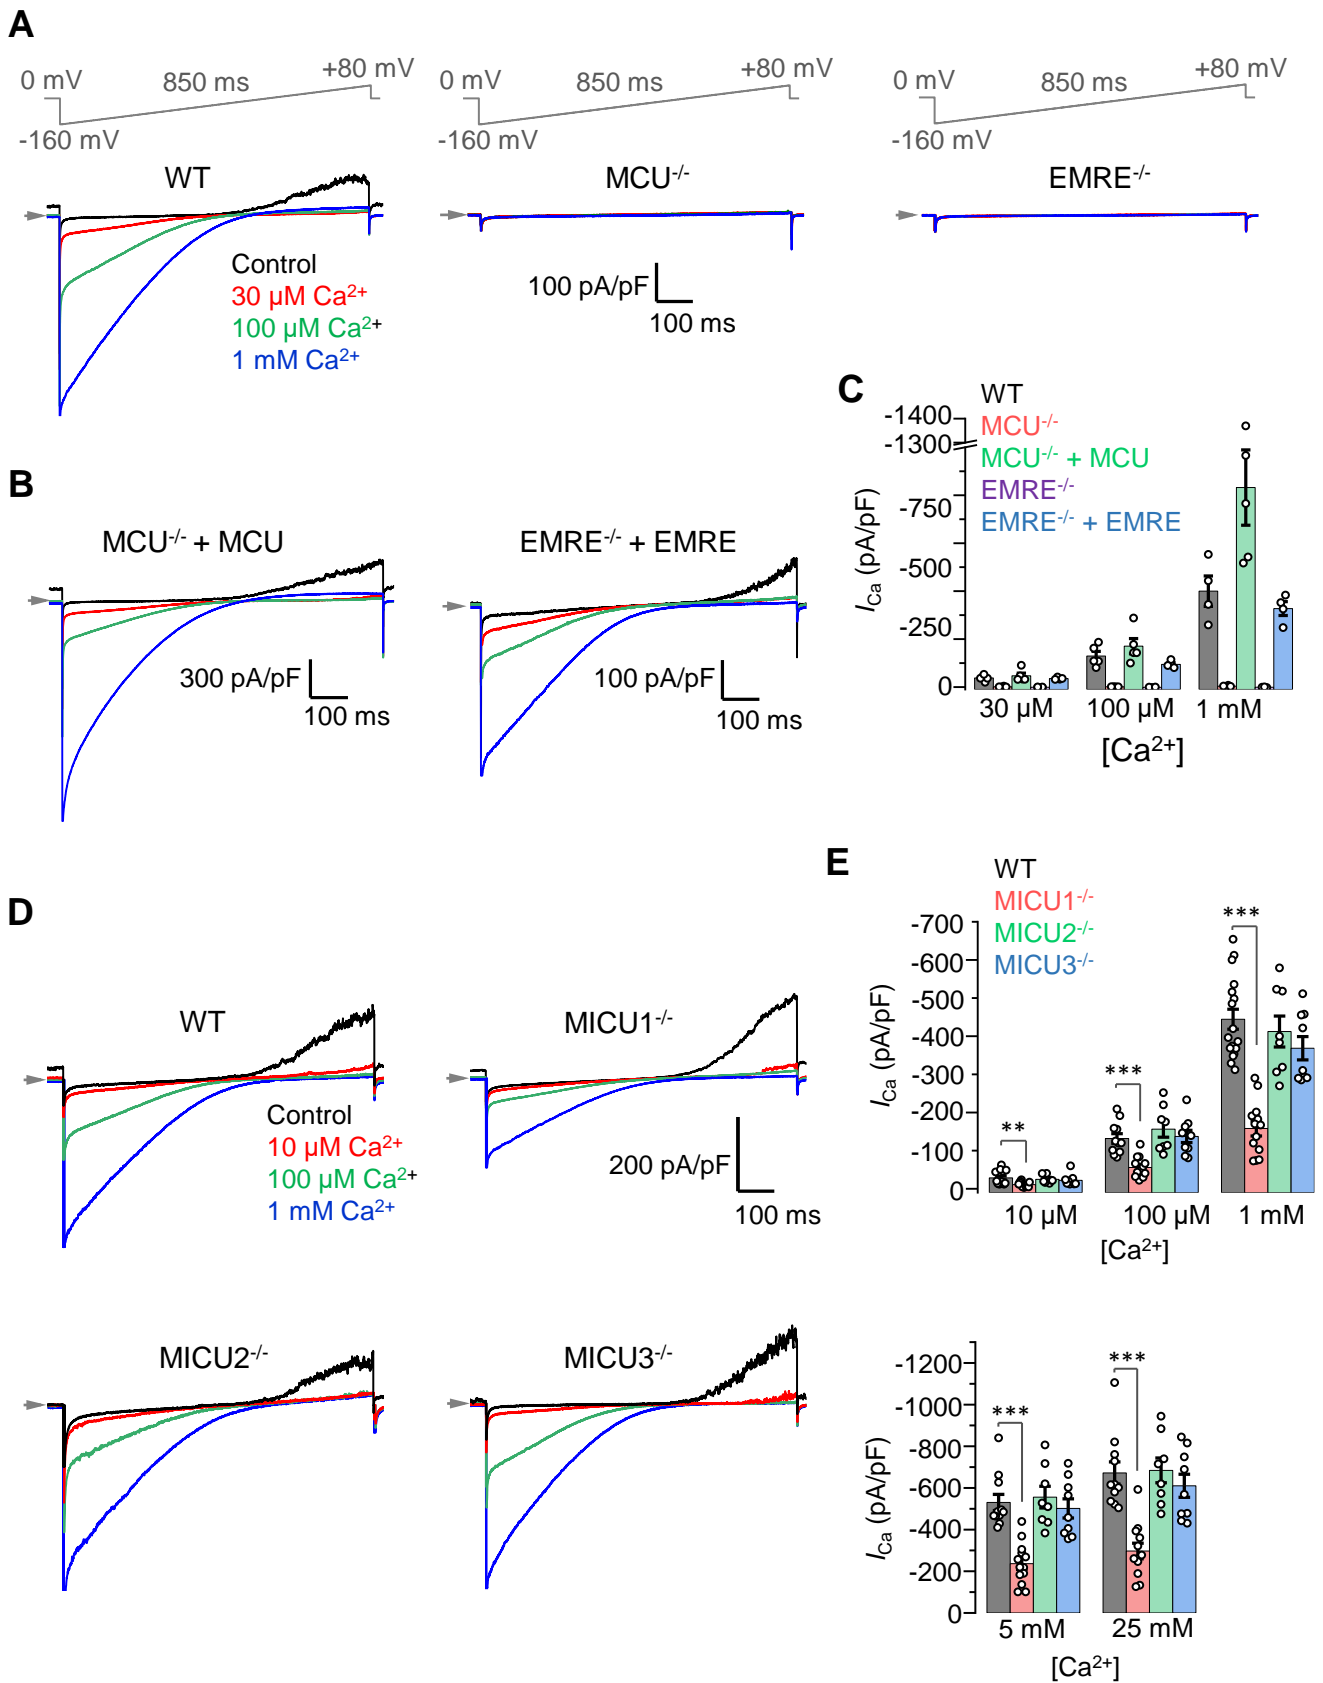 A
0 mV 850 ms +80 mV
-160 mV
0 mV 850 ms +80 mV
-160 mV
0 mV 850 ms +80 mV
-160 mV
WT
MCU-/-
EMRE-/-
Control
30 µM Ca2+
100 µM Ca2+
1 mM Ca2+
100 pA/pF
100 ms
B
MCU-/- + MCU
300 pA/pF
100 ms
EMRE-/- + EMRE
100 pA/pF
100 ms
C
WT
MCU-/-
MCU-/- + MCU
EMRE-/-
EMRE-/- + EMRE
-1400
-1300
-750
-500
-250
0
ICa (pA/pF)
30 µM 100 µM 1 mM
[Ca2+]
D
WT
Control
10 µM Ca2+
100 µM Ca2+
1 mM Ca2+
MICU1-/-
200 pA/pF
100 ms
MICU2-/-
MICU3-/-
E
WT
MICU1-/-
MICU2-/-
MICU3-/-
-700
-600
-500
-400
-300
-200
-100
0
ICa (pA/pF)
**
***
***
10 µM 100 µM 1 mM
[Ca2+]
-1200
-1000
-800
-600
-400
-200
0
ICa (pA/pF)
***
***
5 mM 25 mM
[Ca2+]